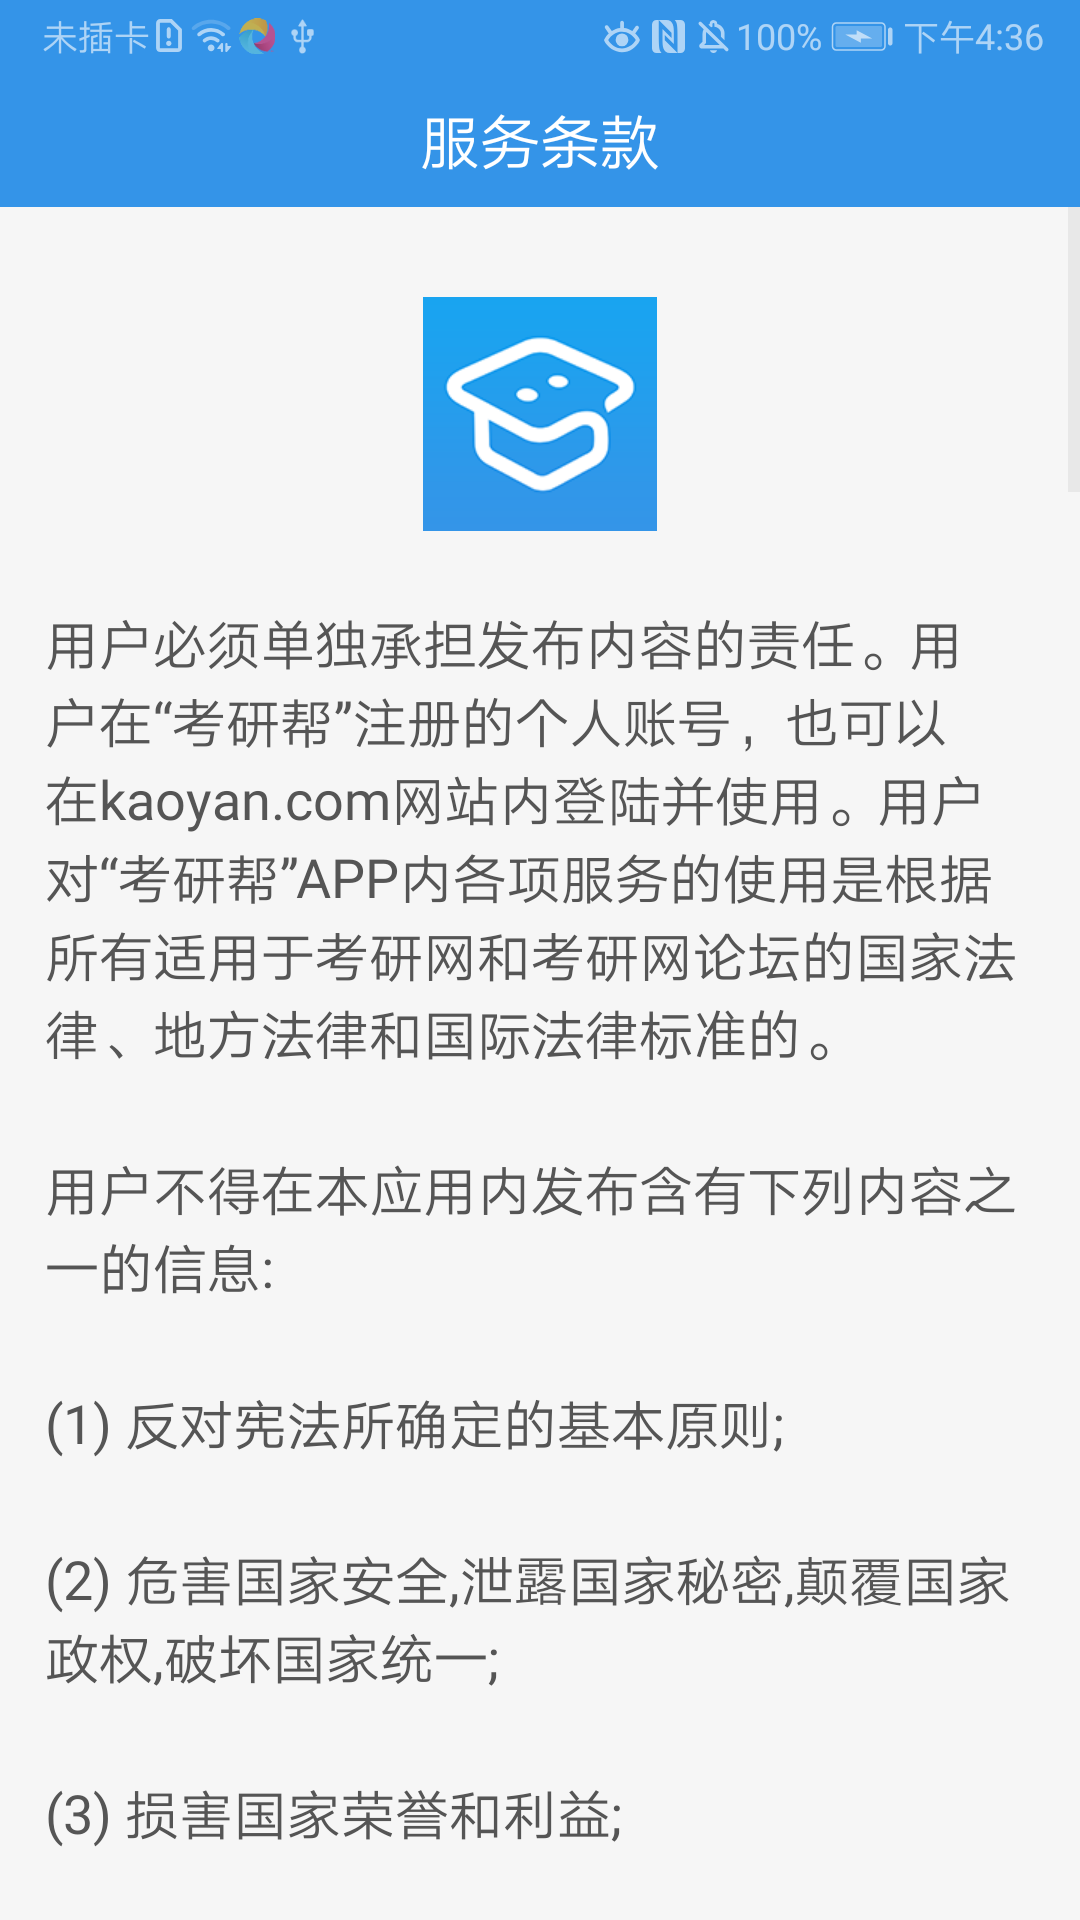 未插卡 100% 下午4:36
服务条款
用户必须单独承担发布内容的责任。用
户在“考研帮”注册的个人账号，也可以
在kaoyan.com网站内登陆并使用。用户
对“考研帮”APP内各项服务的使用是根据
所有适用于考研网和考研网论坛的国家法
律、地方法律和国际法律标准的。
用户不得在本应用内发布含有下列内容之
一的信息:
(1) 反对宪法所确定的基本原则;
(2) 危害国家安全,泄露国家秘密,颠覆国家
政权,破坏国家统一;
(3) 损害国家荣誉和利益;